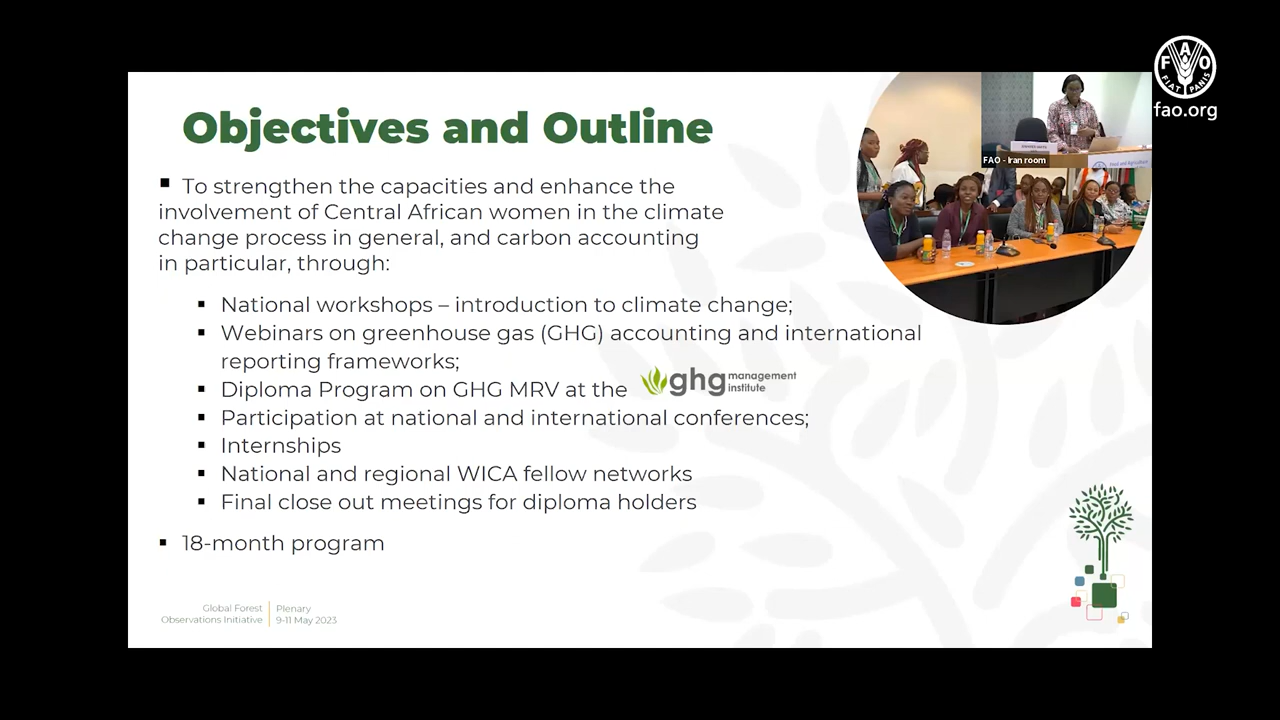 FAO
FIAT PANIS
fao.org
Objectives and Outline
FAO - Iran room
▪ To strengthen the capacities and enhance the
involvement of Central African women in the climate
change process in general, and carbon accounting
in particular, through:
▪ National workshops – introduction to climate change;
▪ Webinars on greenhouse gas (GHG) accounting and international
reporting frameworks;
▪ Diploma Program on GHG MRV at the
ghg management
institute
▪ Participation at national and international conferences;
▪ Internships
▪ National and regional WICA fellow networks
▪ Final close out meetings for diploma holders
▪ 18-month program
Global Forest
Observations Initiative
Plenary
9-11 May 2023